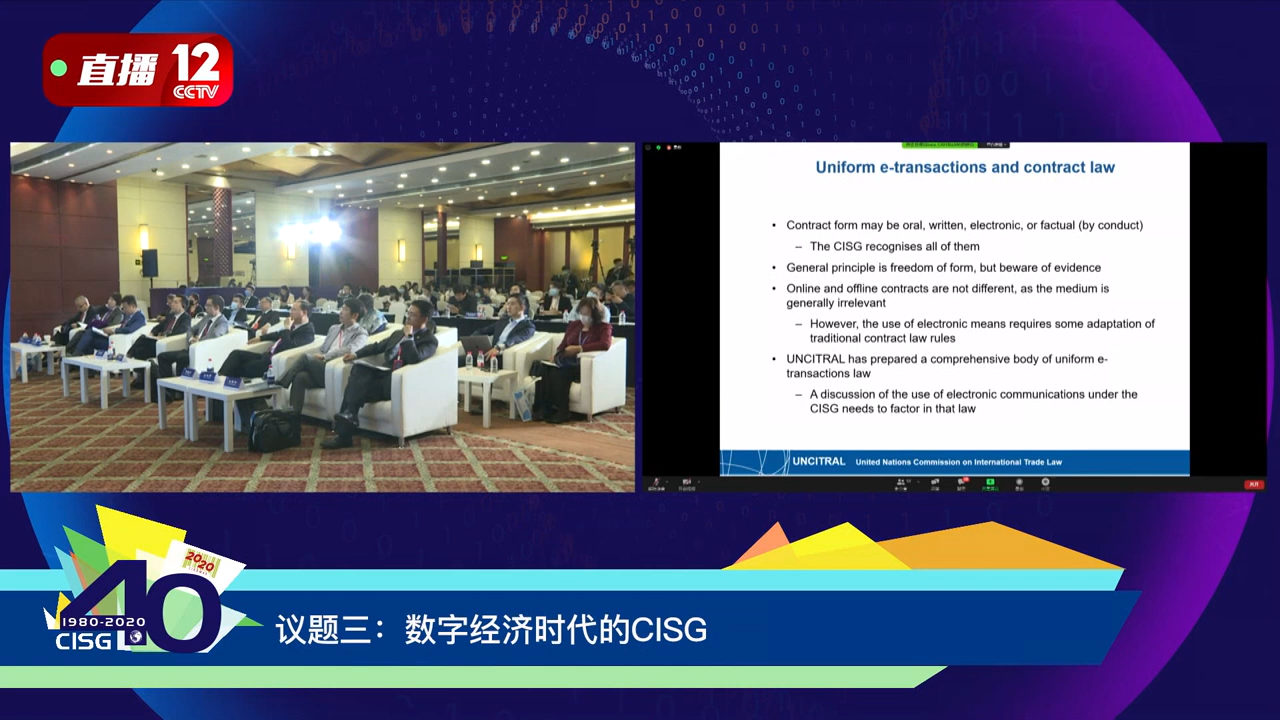 直播 12
CCTV
Uniform e-transactions and contract law
• Contract form may be oral, written, electronic, or factual (by conduct)
– The CISG recognises all of them
• General principle is freedom of form, but beware of evidence
• Online and offline contracts are not different, as the medium is
generally irrelevant
– However, the use of electronic means requires some adaptation of
traditional contract law rules
• UNCITRAL has prepared a comprehensive body of uniform e-
transactions law
– A discussion of the use of electronic communications under the
CISG needs to factor in that law
UNCITRAL United Nations Commission on International Trade Law
2020
40
1980-2020
CISG
议题三：数字经济时代的CISG